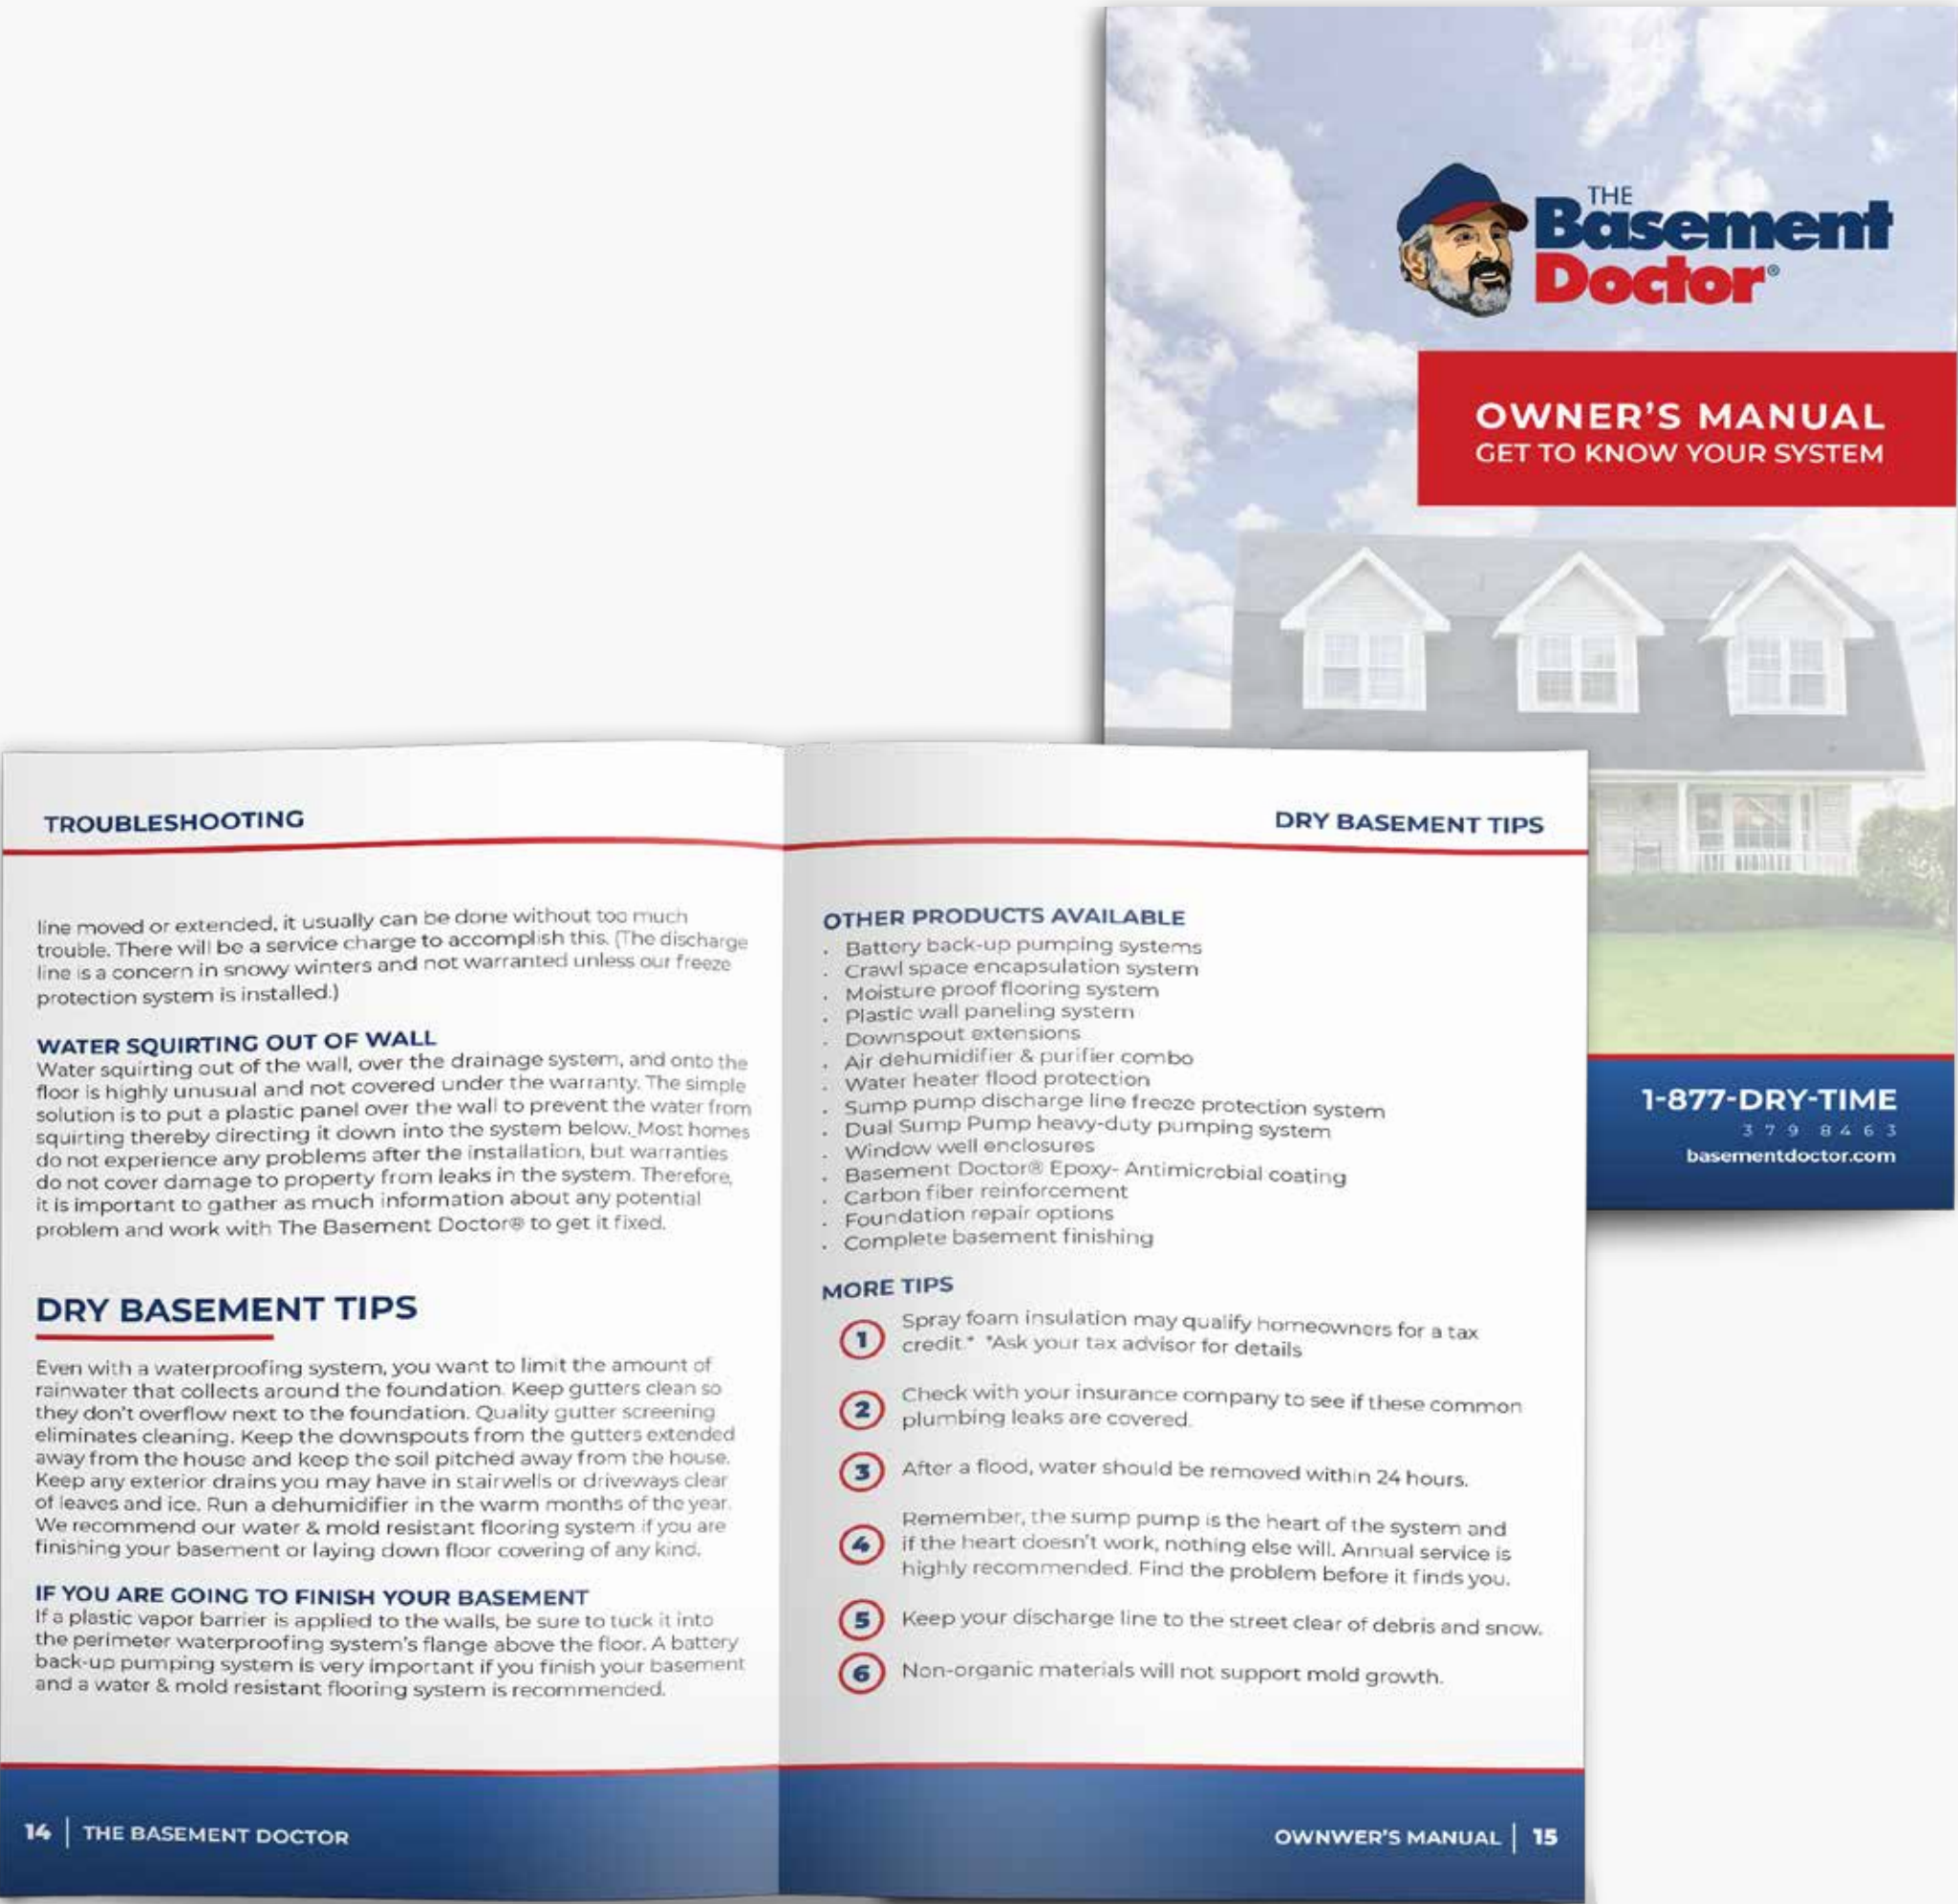 THE
Basement
Doctor®
OWNER'S MANUAL
GET TO KNOW YOUR SYSTEM
1-877-DRY-TIME
379 8463
basementdoctor.com
TROUBLESHOOTING
line moved or extended, it usually can be done without too much
trouble. There will be a service charge to accomplish this. (The discharge
line is a concern in snowy winters and not warranted unless our freeze
protection system is installed.)
WATER SQUIRTING OUT OF WALL
Water squirting out of the wall, over the drainage system, and onto the
floor is highly unusual and not covered under the warranty. The simple
solution is to put a plastic panel over the wall to prevent the water from
squirting thereby directing it down into the system below. Most homes
do not experience any problems after the installation, but warranties
do not cover damage to property from leaks in the system. Therefore,
it is important to gather as much information about any potential
problem and work with The Basement Doctor® to get it fixed.
DRY BASEMENT TIPS
Even with a waterproofing system, you want to limit the amount of
rainwater that collects around the foundation. Keep gutters clean so
they don't overflow next to the foundation. Quality gutter screening
eliminates cleaning. Keep the downspouts from the gutters extended
away from the house and keep the soil pitched away from the house.
Keep any exterior drains you may have in stairwells or driveways clear
of leaves and ice. Run a dehumidifier in the warm months of the year.
We recommend our water & mold resistant flooring system if you are
finishing your basement or laying down floor covering of any kind.
IF YOU ARE GOING TO FINISH YOUR BASEMENT
If a plastic vapor barrier is applied to the walls, be sure to tuck it into
the perimeter waterproofing system's flange above the floor. A battery
back-up pumping system is very important if you finish your basement
and a water & mold resistant flooring system is recommended.
14 | THE BASEMENT DOCTOR
DRY BASEMENT TIPS
OTHER PRODUCTS AVAILABLE
. Battery back-up pumping systems
. Crawl space encapsulation system
. Moisture proof flooring system
. Plastic wall paneling system
. Downspout extensions
. Air dehumidifier & purifier combo
. Water heater flood protection
. Sump pump discharge line freeze protection system
. Dual Sump Pump heavy-duty pumping system
. Window well enclosures
. Basement Doctor® Epoxy- Antimicrobial coating
. Carbon fiber reinforcement
. Foundation repair options
. Complete basement finishing
MORE TIPS
1 Spray foam insulation may qualify homeowners for a tax
credit.* *Ask your tax advisor for details
2 Check with your insurance company to see if these common
plumbing leaks are covered.
3 After a flood, water should be removed within 24 hours.
4 Remember, the sump pump is the heart of the system and
if the heart doesn't work, nothing else will. Annual service is
highly recommended. Find the problem before it finds you.
5 Keep your discharge line to the street clear of debris and snow.
6 Non-organic materials will not support mold growth.
OWNWER'S MANUAL | 15